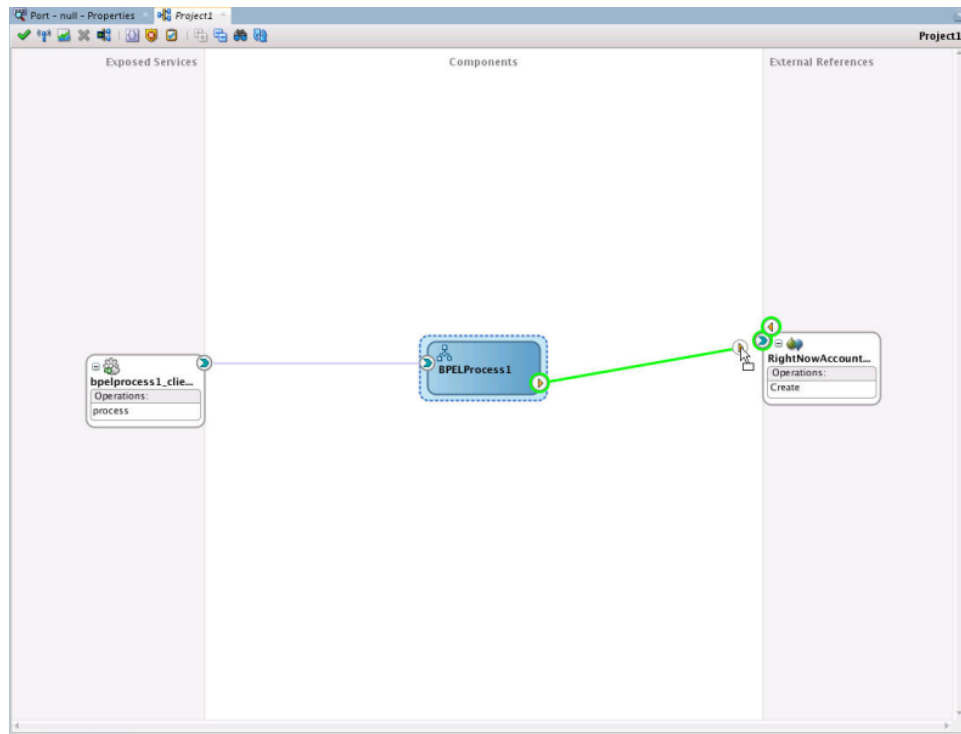 Port - null - Properties
Project1
Project1
Exposed Services
Components
External References
bpelprocess1_clie...
Operations:
process
BPELProcess1
RightNowAccount...
Operations:
Create